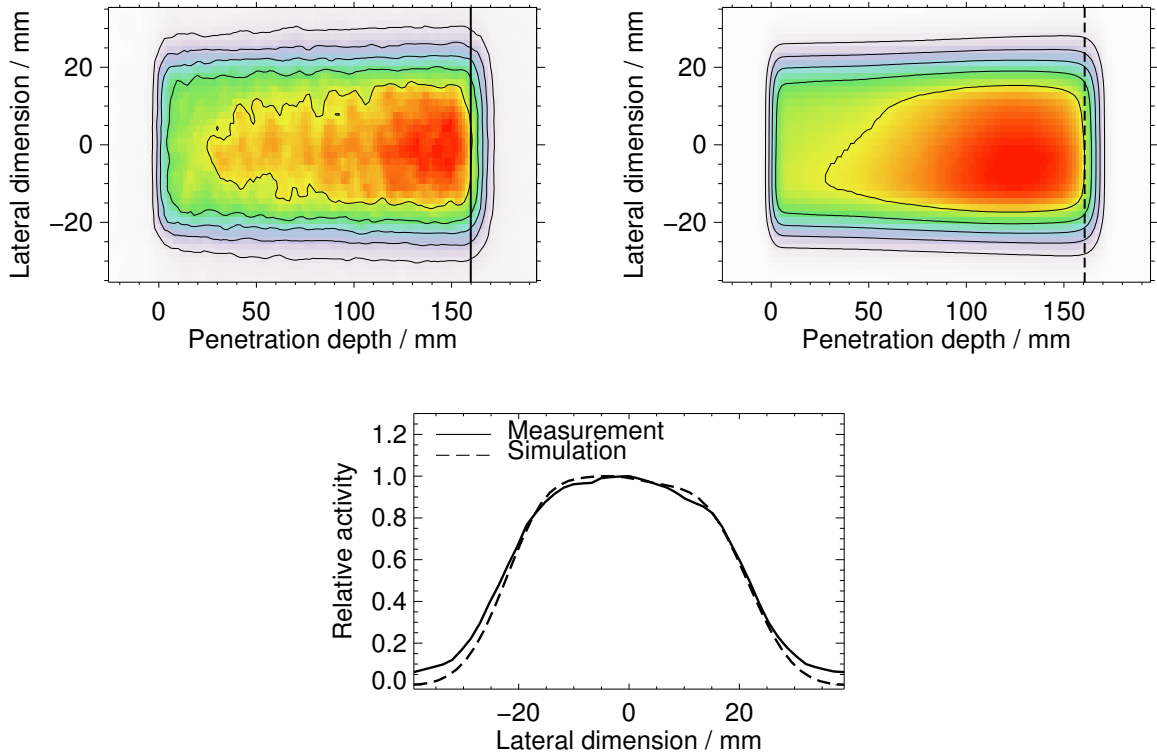 Lateral dimension / mm
20
0
−20
0 50 100 150
Penetration depth / mm
Lateral dimension / mm
20
0
−20
0 50 100 150
Penetration depth / mm
Relative activity
1.2
1.0
0.8
0.6
0.4
0.2
0.0
Measurement
Simulation
−20 0 20
Lateral dimension / mm